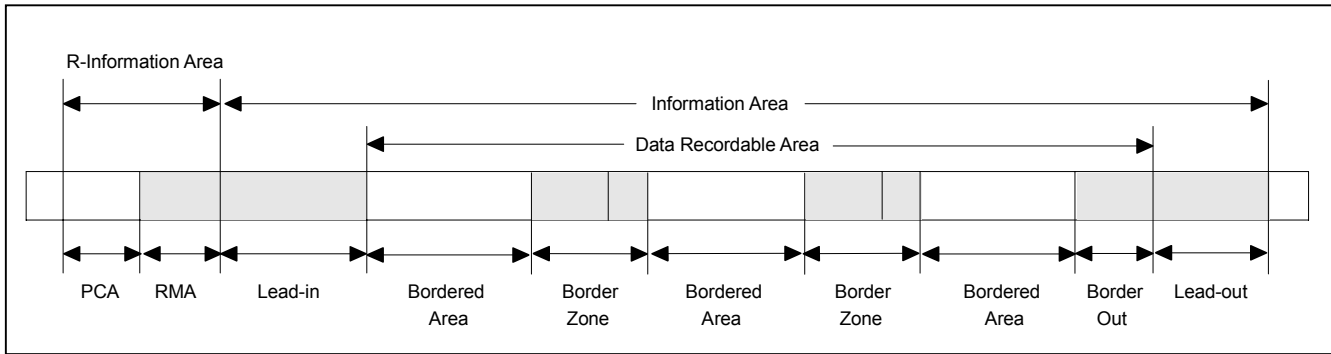 R-Information Area
Information Area
Data Recordable Area
PCA
RMA
Lead-in
Bordered
Area
Border
Zone
Bordered
Area
Border
Zone
Bordered
Area
Border
Out
Lead-out